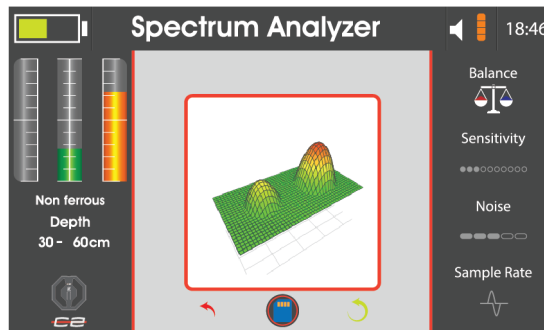 Spectrum Analyzer
18:46
Balance
Sensitivity
Noise
Sample Rate
Non ferrous
Depth
30 - 60cm